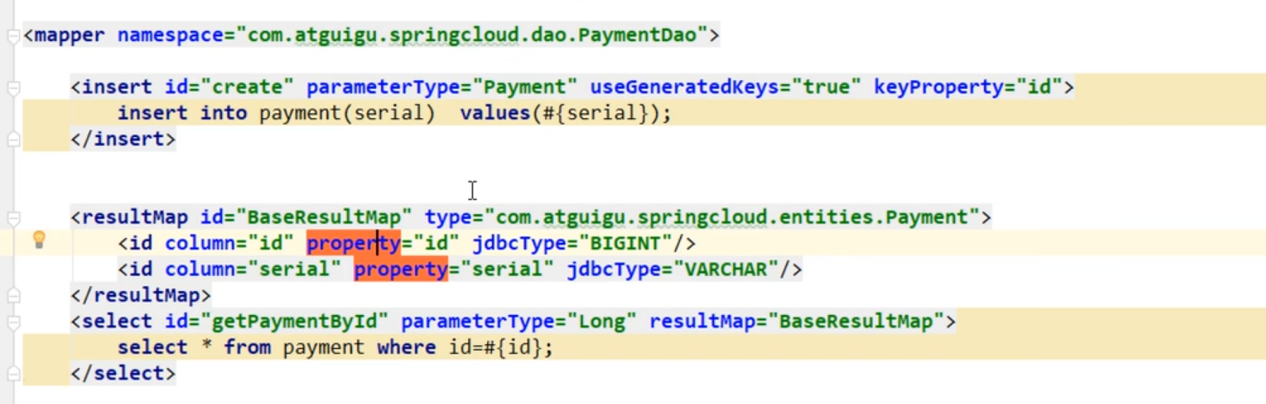 <mapper namespace="com.atguigu.springcloud.dao.PaymentDao">
<insert id="create" parameterType="Payment" useGeneratedKeys="true" keyProperty="id">
insert into payment(serial)  values(#{serial});
</insert>
<resultMap id="BaseResultMap" type="com.atguigu.springcloud.entities.Payment">
<id column="id" property="id" jdbcType="BIGINT"/>
<id column="serial" property="serial" jdbcType="VARCHAR"/>
</resultMap>
<select id="getPaymentById" parameterType="Long" resultMap="BaseResultMap">
select * from payment where id=#{id};
</select>